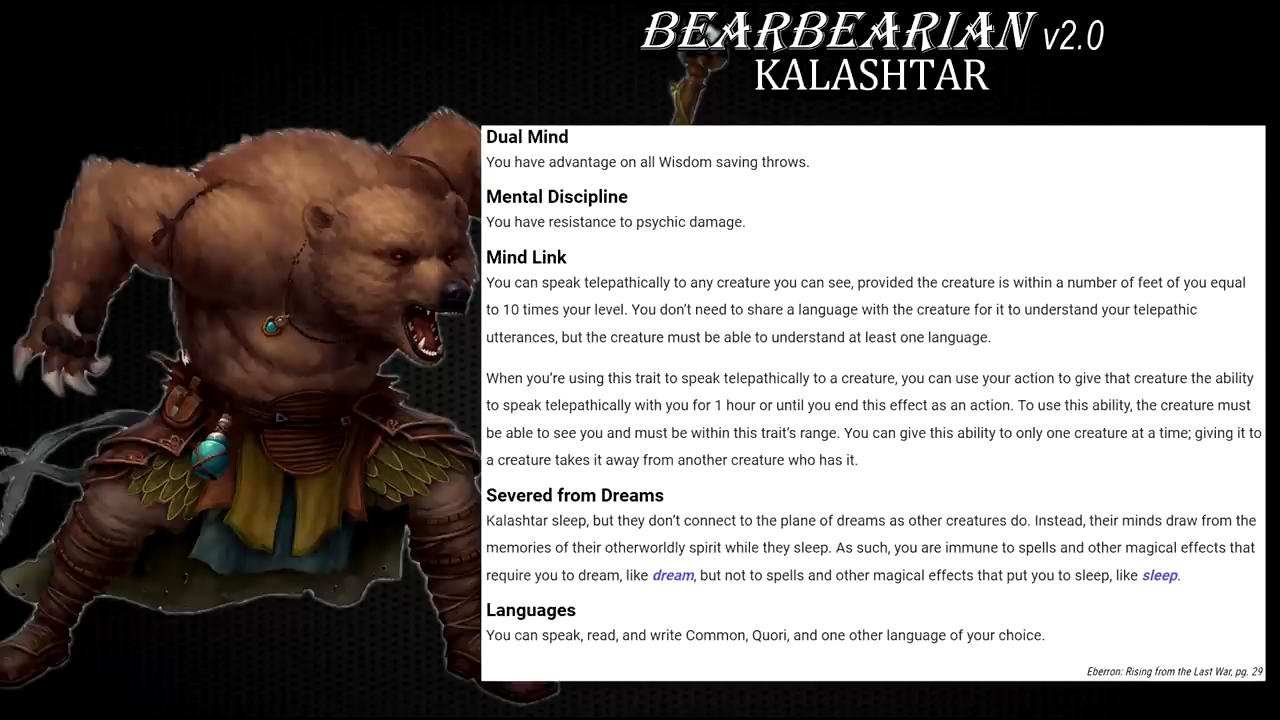 BEARBEARIAN v2.0
KALASHTAR
Dual Mind
You have advantage on all Wisdom saving throws.
Mental Discipline
You have resistance to psychic damage.
Mind Link
You can speak telepathically to any creature you can see, provided the creature is within a number of feet of you equal
to 10 times your level. You don’t need to share a language with the creature for it to understand your telepathic
utterances, but the creature must be able to understand at least one language.
When you’re using this trait to speak telepathically to a creature, you can use your action to give that creature the ability
to speak telepathically with you for 1 hour or until you end this effect as an action. To use this ability, the creature must
be able to see you and must be within this trait’s range. You can give this ability to only one creature at a time; giving it to
a creature takes it away from another creature who has it.
Severed from Dreams
Kalashtar sleep, but they don’t connect to the plane of dreams as other creatures do. Instead, their minds draw from the
memories of their otherworldly spirit while they sleep. As such, you are immune to spells and other magical effects that
require you to dream, like dream, but not to spells and other magical effects that put you to sleep, like sleep.
Languages
You can speak, read, and write Common, Quori, and one other language of your choice.
Eberron: Rising from the Last War, pg. 29